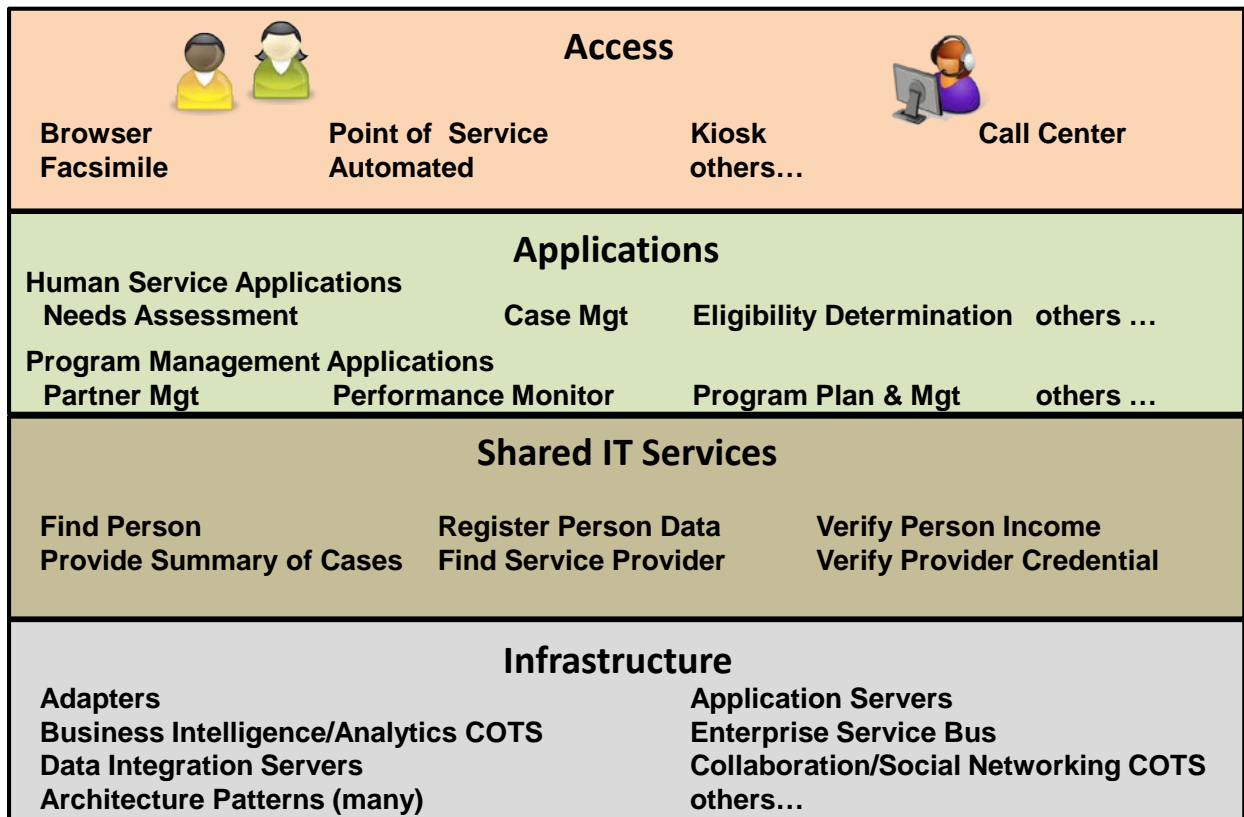 Access
Browser Point of Service Kiosk Call Center
Facsimile Automated others…
Applications
Human Service Applications
Needs Assessment Case Mgt Eligibility Determination others …
Program Management Applications
Partner Mgt Performance Monitor Program Plan & Mgt others …
Shared IT Services
Find Person Register Person Data Verify Person Income
Provide Summary of Cases Find Service Provider Verify Provider Credential
Infrastructure
Adapters Application Servers
Business Intelligence/Analytics COTS Enterprise Service Bus
Data Integration Servers Collaboration/Social Networking COTS
Architecture Patterns (many) others…